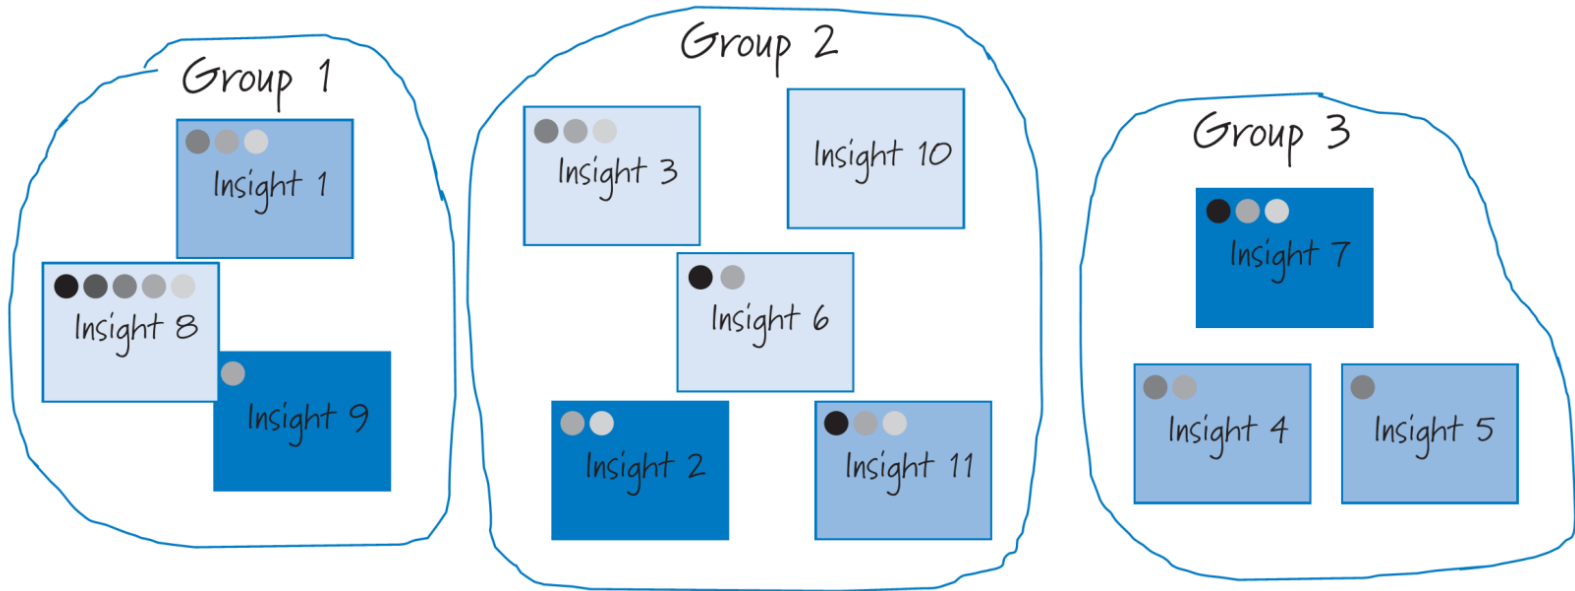 Group 1
Insight 1
Insight 8
Insight 9
Group 2
Insight 3
Insight 10
Insight 6
Insight 2
Insight 11
Group 3
Insight 7
Insight 4
Insight 5